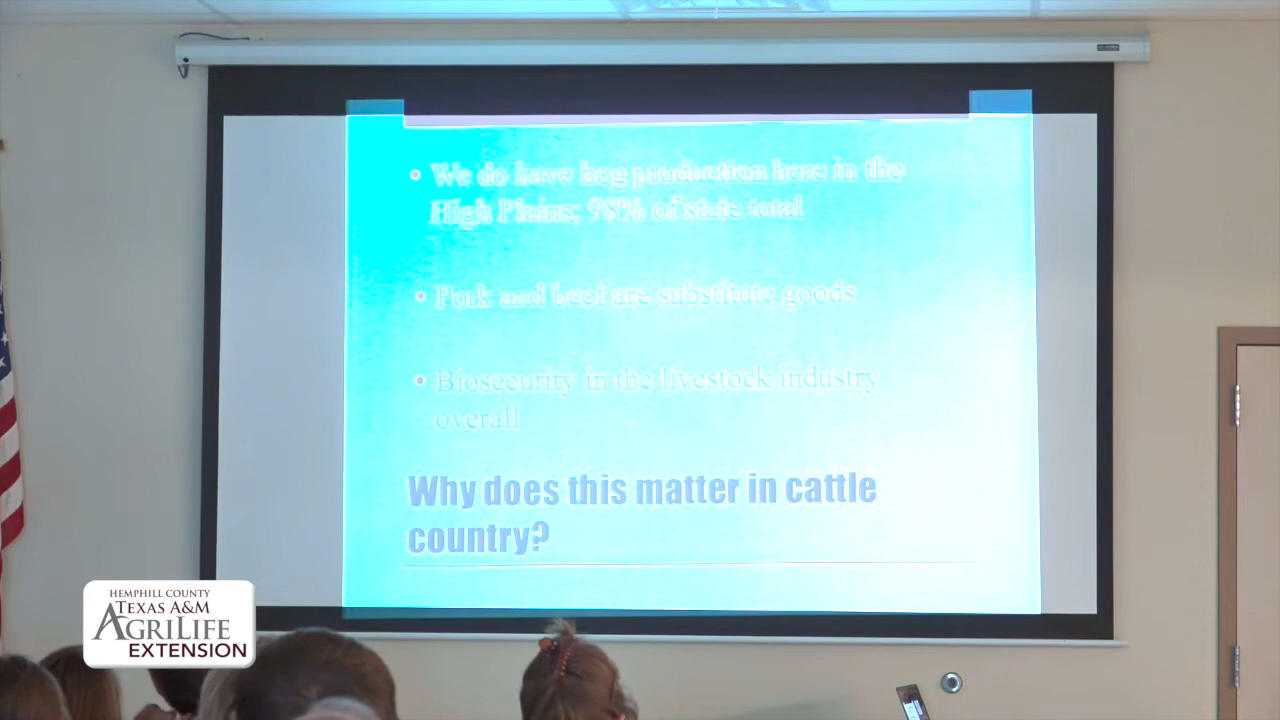 • We do have hog production here in the
High Plains; 98% of state total
• Pork and beef are substitute goods
• Biosecurity in the livestock industry
overall
Why does this matter in cattle
country?
HEMPHILL COUNTY
TEXAS A&M
AGRILIFE
EXTENSION